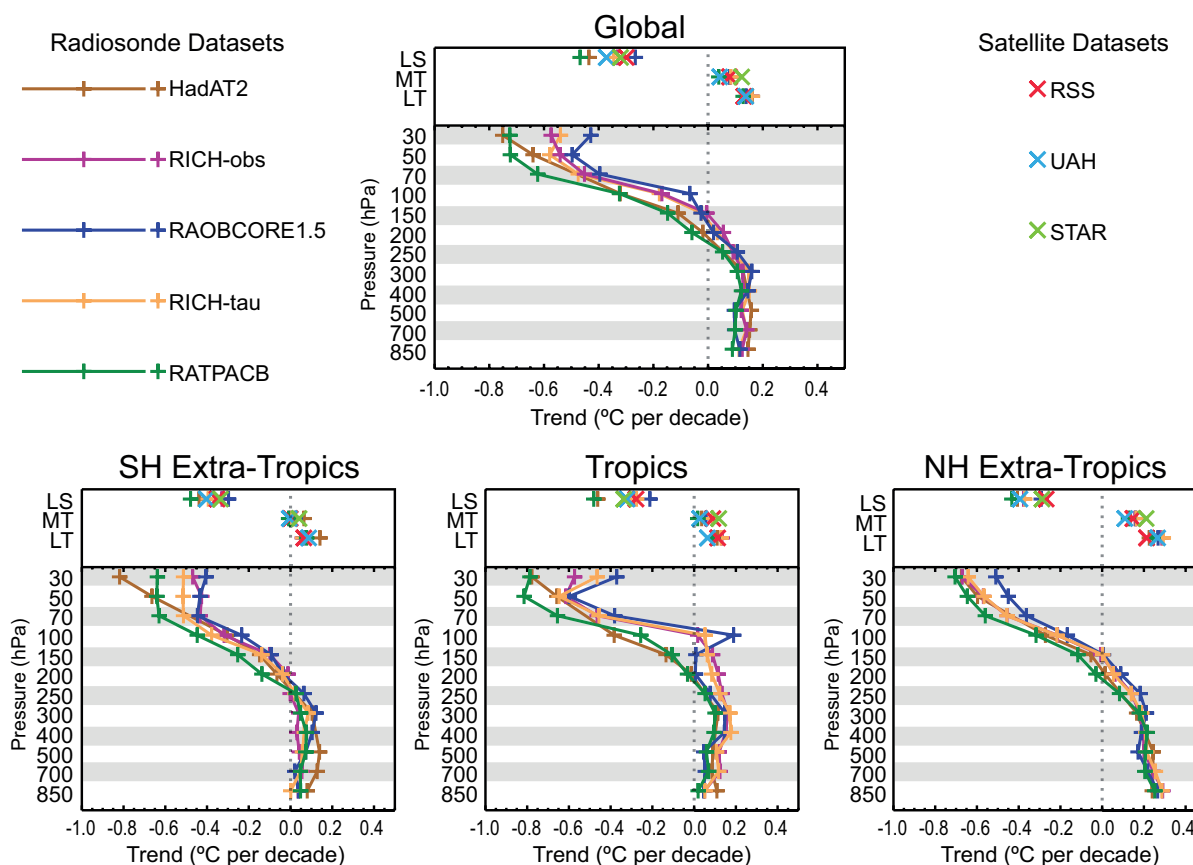 Global
Radiosonde Datasets
HadAT2
RICH-obs
RAOBCORE1.5
RICH-tau
RATPACB
Satellite Datasets
RSS
UAH
STAR
LS
MT
LT
30
50
70
100
150
200
250
300
400
500
700
850
Pressure (hPa)
-1.0 -0.8 -0.6 -0.4 -0.2 0.0 0.2 0.4
Trend (ºC per decade)
SH Extra-Tropics
LS
MT
LT
30
50
70
100
150
200
250
300
400
500
700
850
Pressure (hPa)
-1.0 -0.8 -0.6 -0.4 -0.2 0.0 0.2 0.4
Trend (ºC per decade)
Tropics
LS
MT
LT
30
50
70
100
150
200
250
300
400
500
700
850
Pressure (hPa)
-1.0 -0.8 -0.6 -0.4 -0.2 0.0 0.2 0.4
Trend (ºC per decade)
NH Extra-Tropics
LS
MT
LT
30
50
70
100
150
200
250
300
400
500
700
850
Pressure (hPa)
-1.0 -0.8 -0.6 -0.4 -0.2 0.0 0.2 0.4
Trend (ºC per decade)